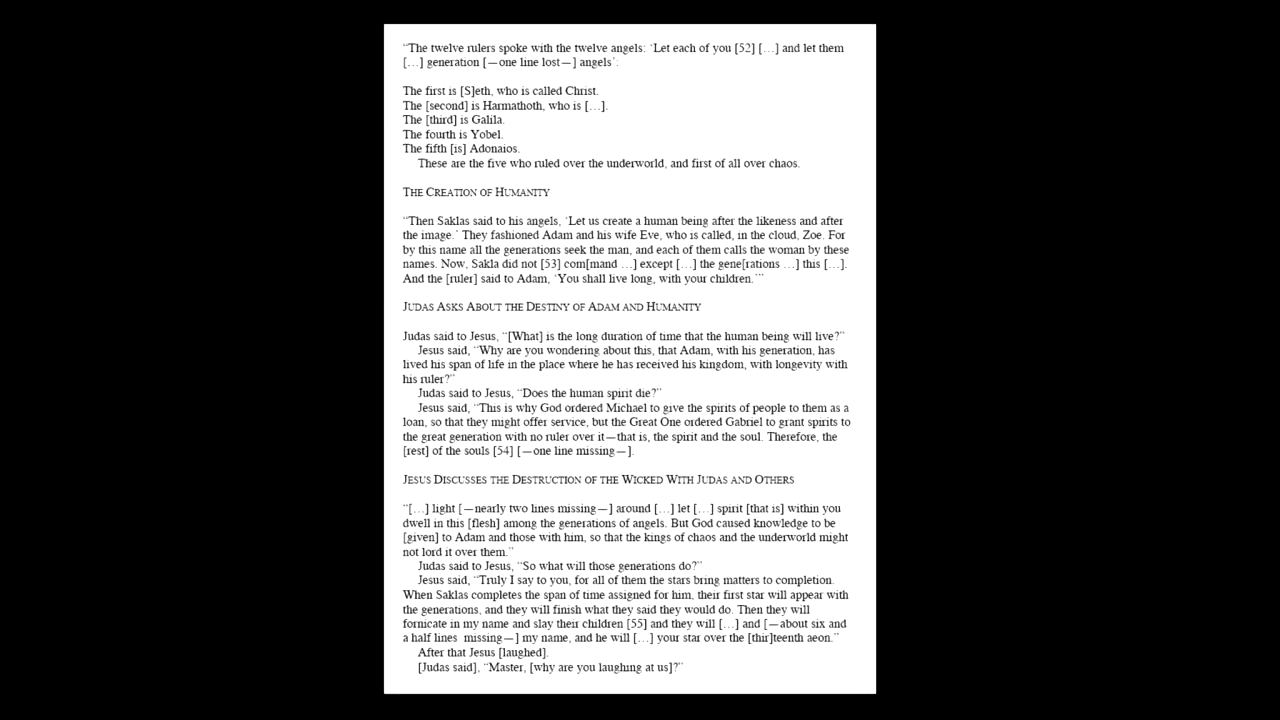 “The twelve rulers spoke with the twelve angels: ‘Let each of you [52] […] and let them
[…] generation [—one line lost—] angels’:
The first is [S]eth, who is called Christ.
The [second] is Harmathoth, who is […].
The [third] is Galila.
The fourth is Yobel.
The fifth [is] Adonaios.
These are the five who ruled over the underworld, and first of all over chaos.
THE CREATION OF HUMANITY
“Then Saklas said to his angels, ‘Let us create a human being after the likeness and after
the image.’ They fashioned Adam and his wife Eve, who is called, in the cloud, Zoe. For
by this name all the generations seek the man, and each of them calls the woman by these
names. Now, Sakla did not [53] com[mand …] except […] the gene[rations …] this […].
And the [ruler] said to Adam, ‘You shall live long, with your children.’”
JUDAS ASKS ABOUT THE DESTINY OF ADAM AND HUMANITY
Judas said to Jesus, “[What] is the long duration of time that the human being will live?”
Jesus said, “Why are you wondering about this, that Adam, with his generation, has
lived his span of life in the place where he has received his kingdom, with longevity with
his ruler?”
Judas said to Jesus, “Does the human spirit die?”
Jesus said, “This is why God ordered Michael to give the spirits of people to them as a
loan, so that they might offer service, but the Great One ordered Gabriel to grant spirits to
the great generation with no ruler over it—that is, the spirit and the soul. Therefore, the
[rest] of the souls [54] [—one line missing—].
JESUS DISCUSSES THE DESTRUCTION OF THE WICKED WITH JUDAS AND OTHERS
“[…] light [—nearly two lines missing—] around […] let […] spirit [that is] within you
dwell in this [flesh] among the generations of angels. But God caused knowledge to be
[given] to Adam and those with him, so that the kings of chaos and the underworld might
not lord it over them.”
Judas said to Jesus, “So what will those generations do?”
Jesus said, “Truly I say to you, for all of them the stars bring matters to completion.
When Saklas completes the span of time assigned for him, their first star will appear with
the generations, and they will finish what they said they would do. Then they will
fornicate in my name and slay their children [55] and they will […] and [—about six and
a half lines missing—] my name, and he will […] your star over the [thir]teenth aeon.”
After that Jesus [laughed].
[Judas said], “Master, [why are you laughing at us]?”